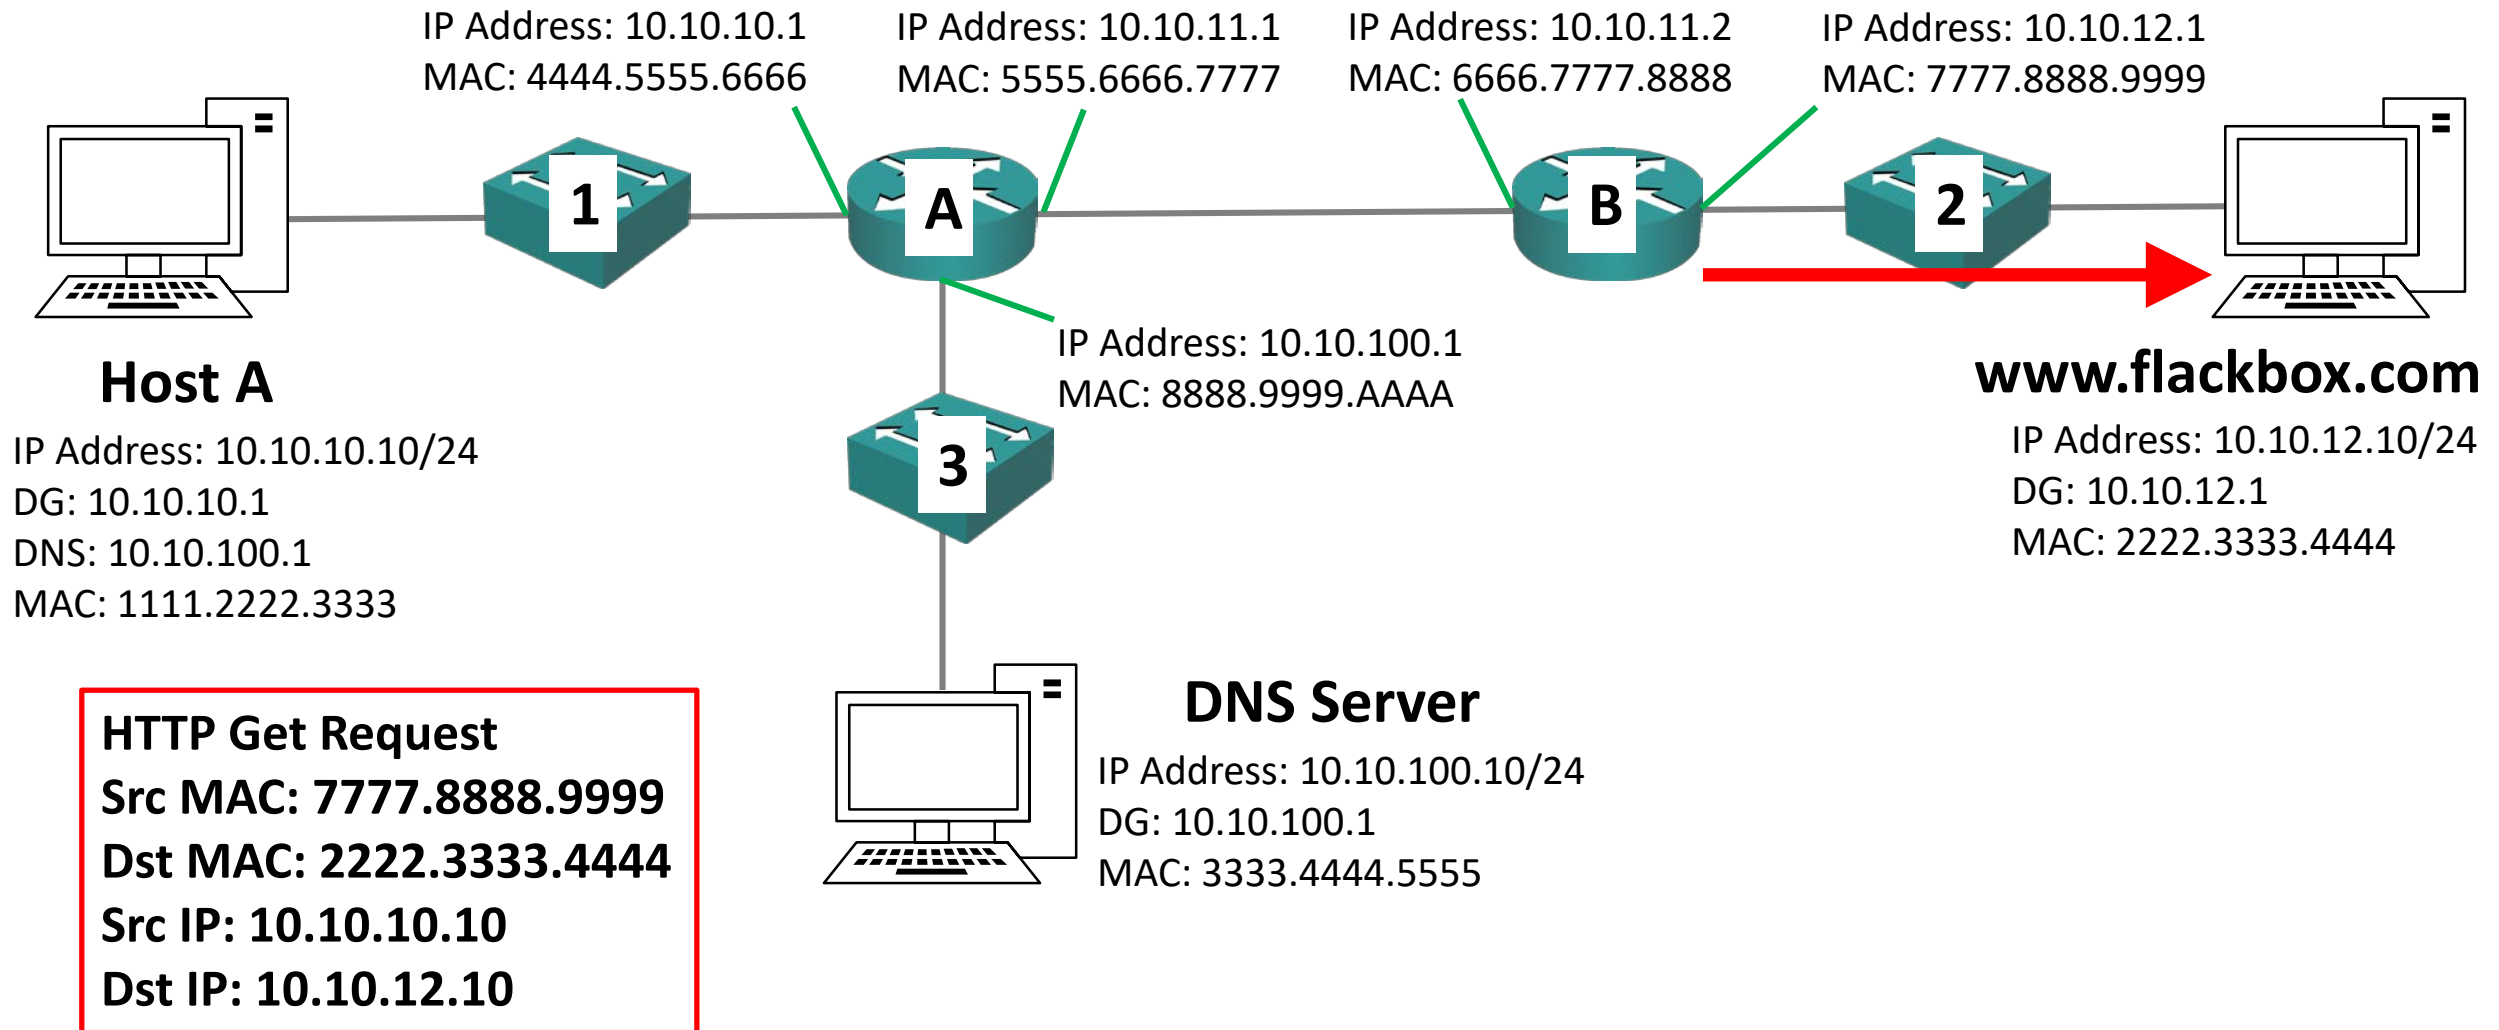 IP Address: 10.10.10.1
MAC: 4444.5555.6666
IP Address: 10.10.11.1
MAC: 5555.6666.7777
IP Address: 10.10.11.2
MAC: 6666.7777.8888
IP Address: 10.10.12.1
MAC: 7777.8888.9999
1
A
B
2
IP Address: 10.10.100.1
MAC: 8888.9999.AAAA
Host A
IP Address: 10.10.10.10/24
DG: 10.10.10.1
DNS: 10.10.100.1
MAC: 1111.2222.3333
www.flackbox.com
IP Address: 10.10.12.10/24
DG: 10.10.12.1
MAC: 2222.3333.4444
3
DNS Server
IP Address: 10.10.100.10/24
DG: 10.10.100.1
MAC: 3333.4444.5555
HTTP Get Request
Src MAC: 7777.8888.9999
Dst MAC: 2222.3333.4444
Src IP: 10.10.10.10
Dst IP: 10.10.12.10